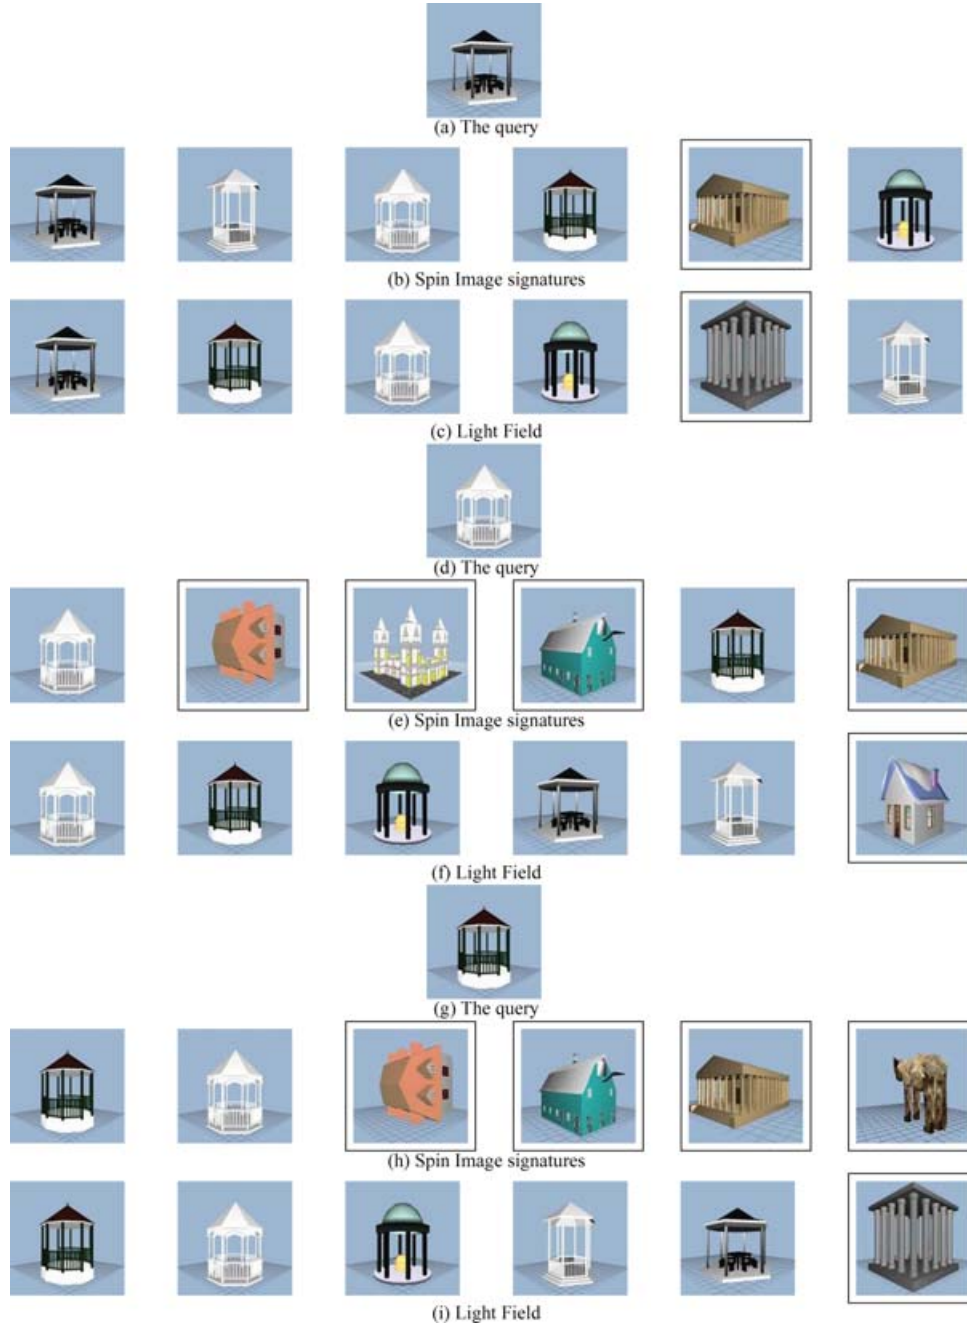 (a) The query
(b) Spin Image signatures
(c) Light Field
(d) The query
(e) Spin Image signatures
(f) Light Field
(g) The query
(h) Spin Image signatures
(i) Light Field